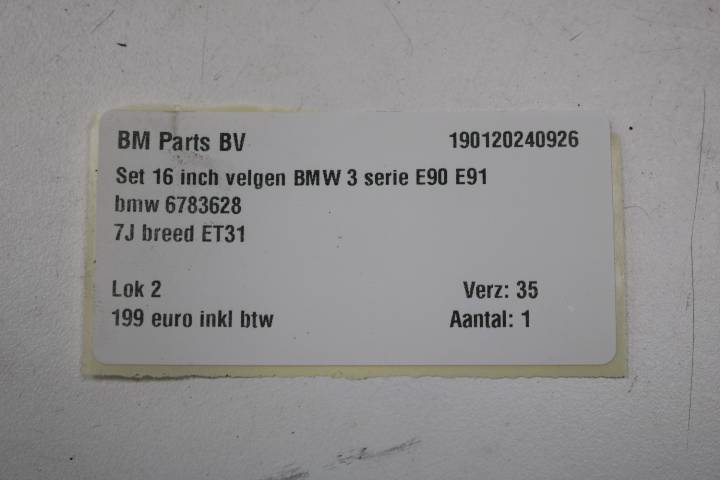 BM Parts BV 190120240926
Set 16 inch velgen BMW 3 serie E90 E91
bmw 6783628
7J breed ET31
Lok 2 Verz: 35
199 euro inkl btw Aantal: 1